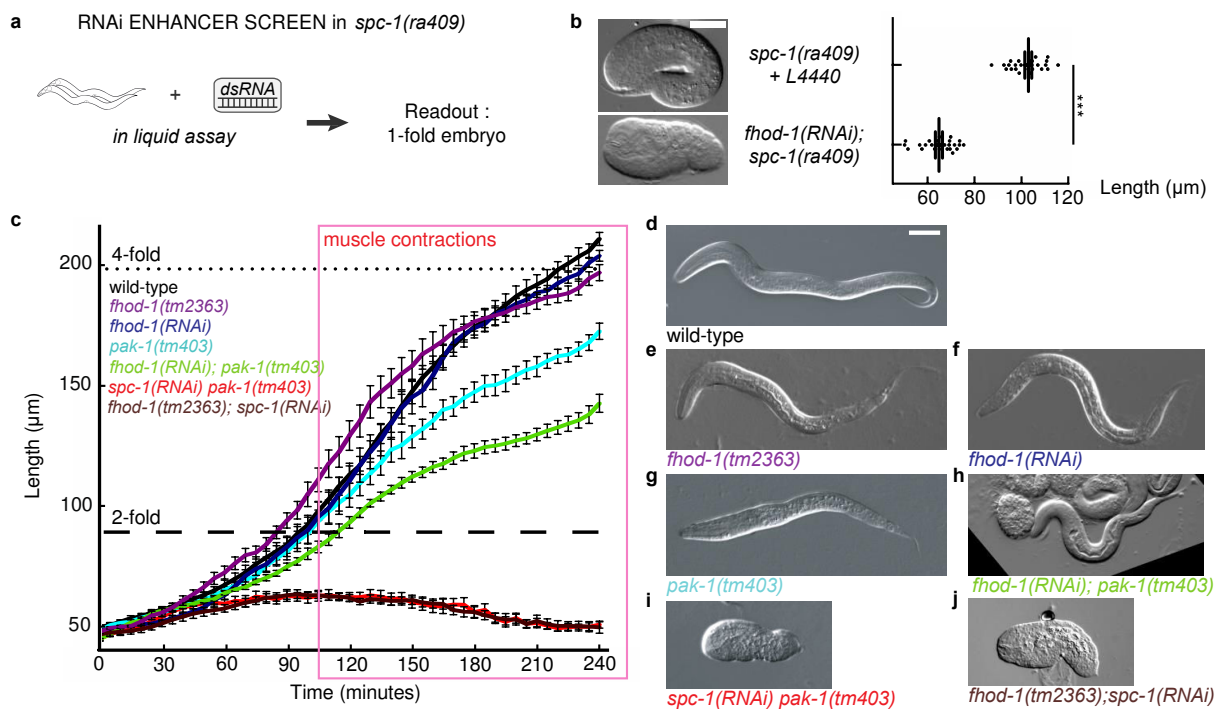 a
RNAi ENHANCER SCREEN in spc-1(ra409)
+
dsRNA
in liquid assay
Readout :
1-fold embryo
b
spc-1(ra409)
+ L4440
fhod-1(RNAi);
spc-1(ra409)
***
60 80 100 120
Length (µm)
c
muscle contractions
4-fold
wild-type
fhod-1(tm2363)
fhod-1(RNAi)
pak-1(tm403)
fhod-1(RNAi); pak-1(tm403)
spc-1(RNAi) pak-1(tm403)
fhod-1(tm2363); spc-1(RNAi)
2-fold
200
150
100
50
Length (µm)
0 30 60 90 120 150 180 210 240
Time (minutes)
d
wild-type
e
fhod-1(tm2363)
f
fhod-1(RNAi)
g
pak-1(tm403)
h
fhod-1(RNAi); pak-1(tm403)
i
spc-1(RNAi) pak-1(tm403)
j
fhod-1(tm2363);spc-1(RNAi)